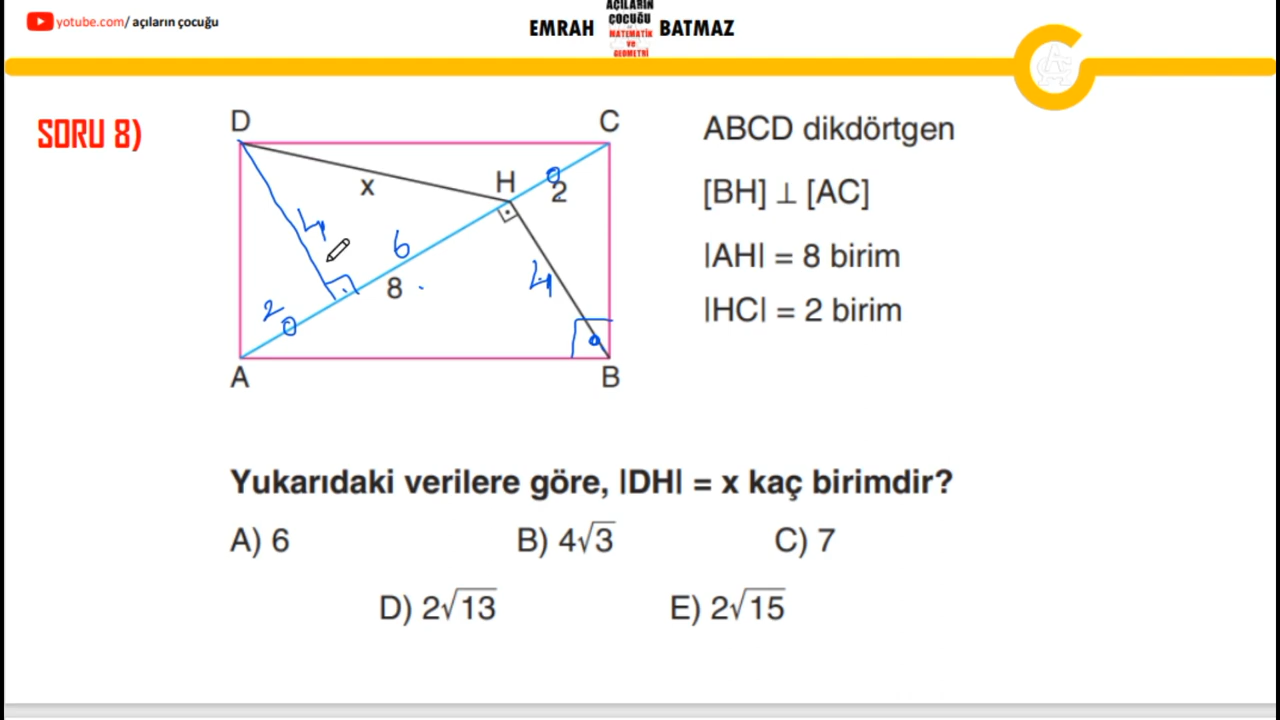 yotube.com/ açıların çocuğu
EMRAH
AÇILARIN
ÇOCUĞU
MATEMATİK
ve
GEOMETRİ
BATMAZ
SORU 8)
D
C
x
H
2
4
6
8
4
2
A
B
ABCD dikdörtgen
[BH] ⊥ [AC]
|AH| = 8 birim
|HC| = 2 birim
Yukarıdaki verilere göre, |DH| = x kaç birimdir?
A) 6
B) 4√3
C) 7
D) 2√13
E) 2√15